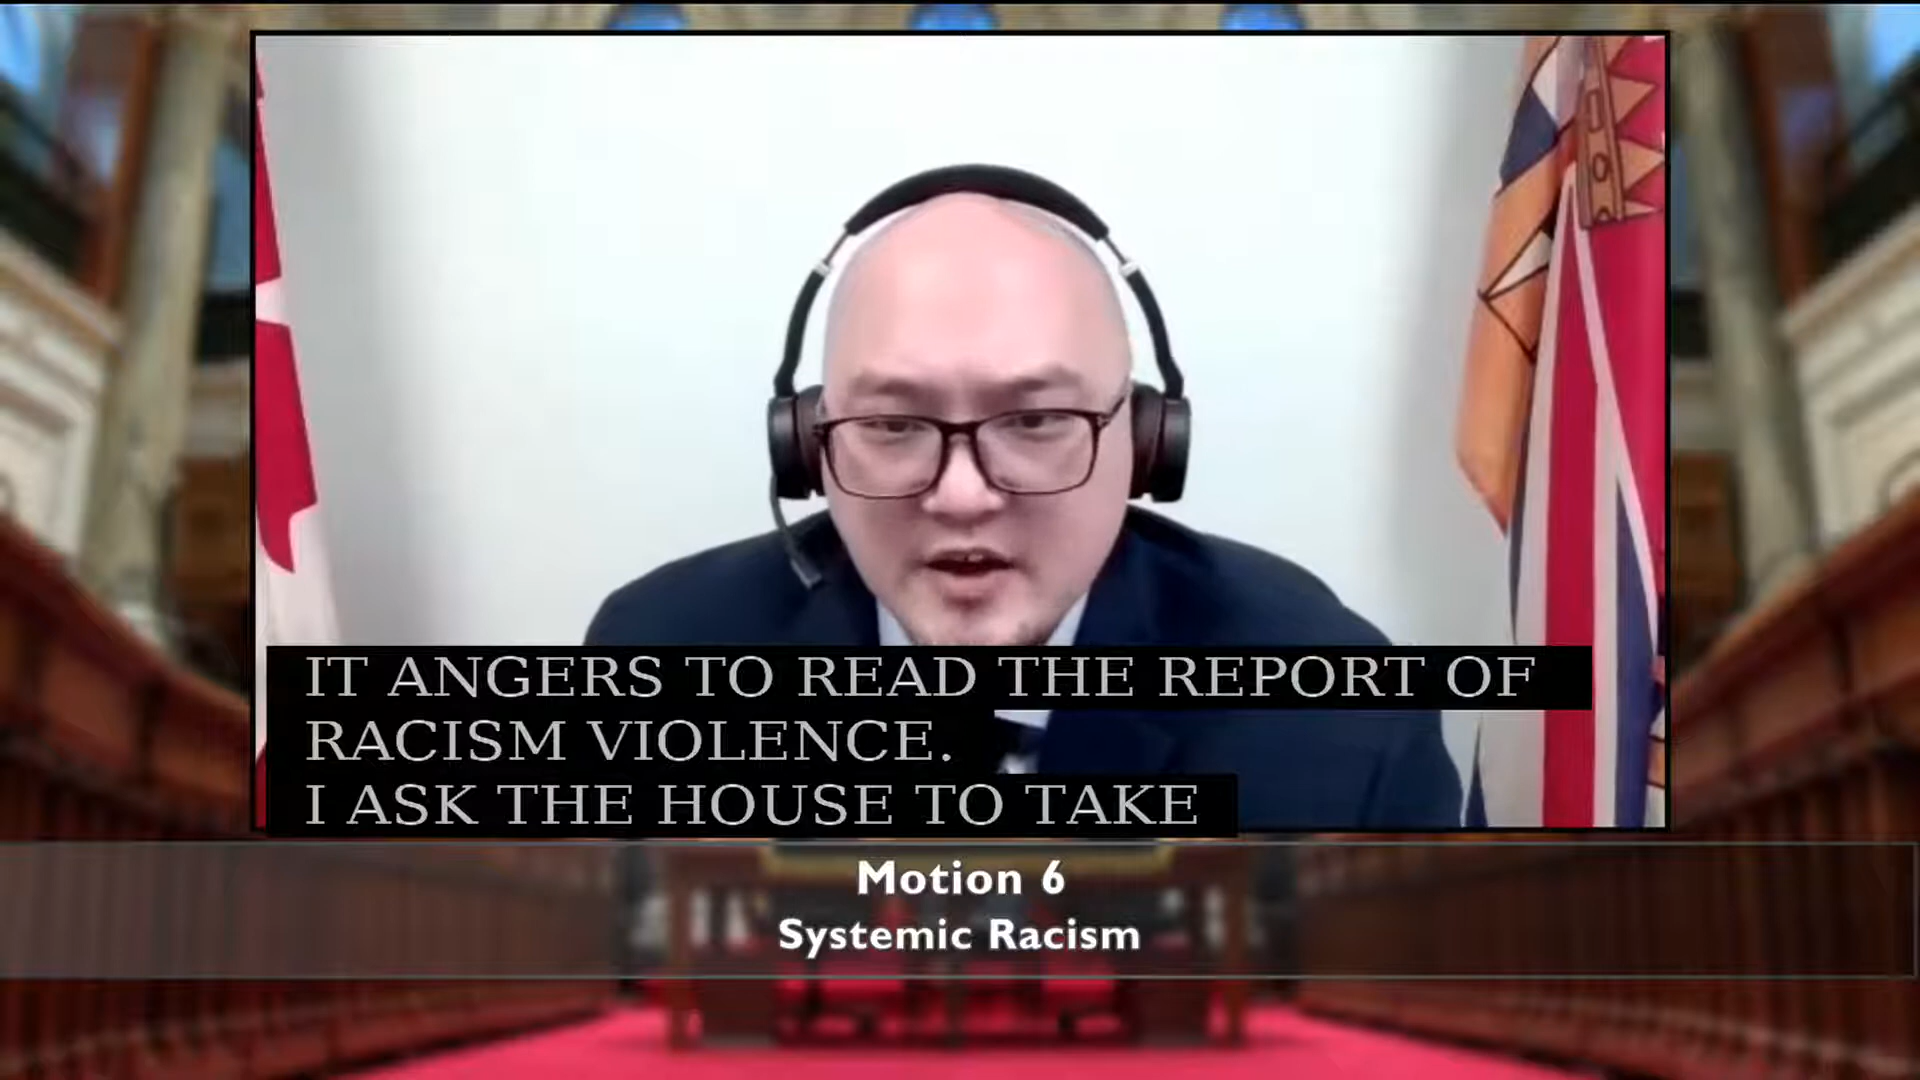 IT ANGERS TO READ THE REPORT OF
RACISM VIOLENCE.
I ASK THE HOUSE TO TAKE
Motion 6
Systemic Racism